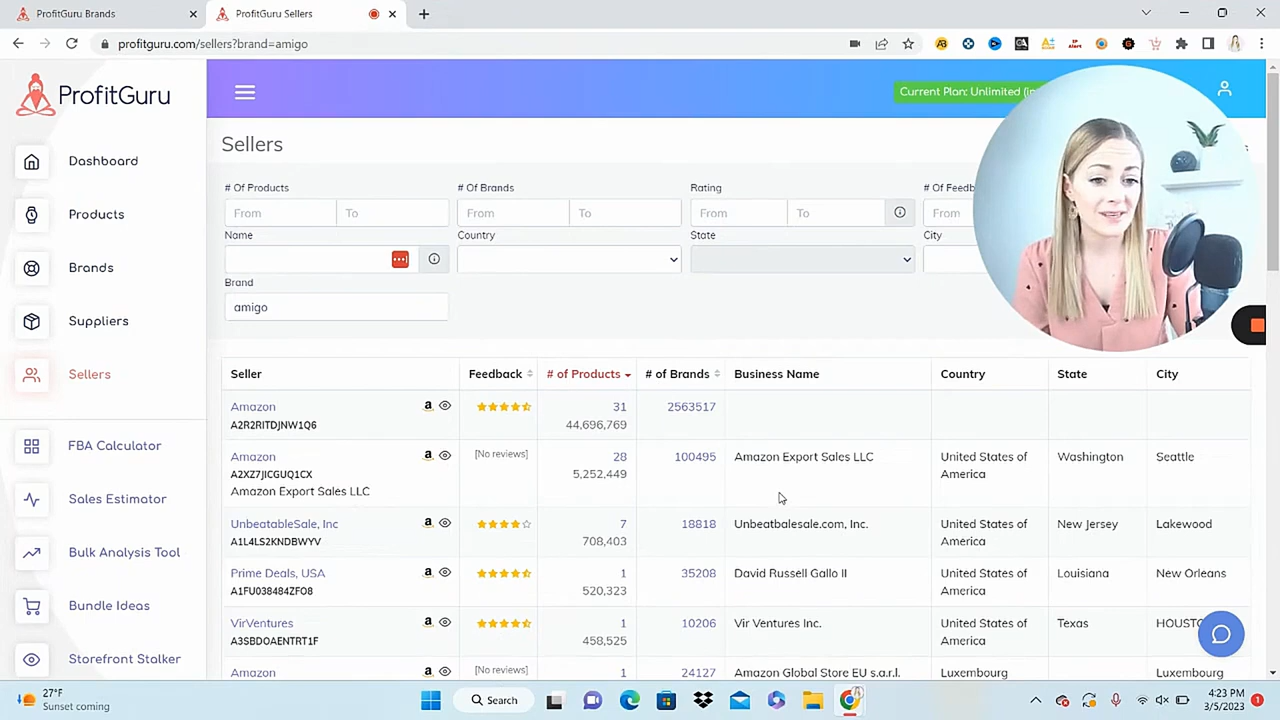 ProfitGuru Brands
ProfitGuru Sellers
profitguru.com/sellers?brand=amigo
ProfitGuru
Current Plan: Unlimited (in
Dashboard
Products
Brands
Suppliers
Sellers
FBA Calculator
Sales Estimator
Bulk Analysis Tool
Bundle Ideas
Storefront Stalker
Sellers
# Of Products # Of Brands Rating # Of Feedb
From To From To From To From
Name Country State City
Brand
amigo
Seller Feedback # of Products # of Brands Business Name Country State City
Amazon a 31 2563517
A2R2RITDJNW1Q6 44,696,769
Amazon a [No reviews] 28 100495 Amazon Export Sales LLC United States of Washington Seattle
A2XZ7JICGUQ1CX 5,252,449 America
Amazon Export Sales LLC
UnbeatableSale, Inc a 7 18818 Unbeatbalesale.com, Inc. United States of New Jersey Lakewood
A1L4LS2KNDBWYV 708,403 America
Prime Deals, USA a 1 35208 David Russell Gallo II United States of Louisiana New Orleans
A1FU038484ZFO8 520,323 America
VirVentures a 1 10206 Vir Ventures Inc. United States of Texas HOUSTO
A3SBDOAENTRT1F 458,525 America
Amazon a [No reviews] 1 24127 Amazon Global Store EU s.a.r.l. Luxembourg Luxembourg
27°F
Sunset coming
Search
4:23 PM
3/5/2023
1